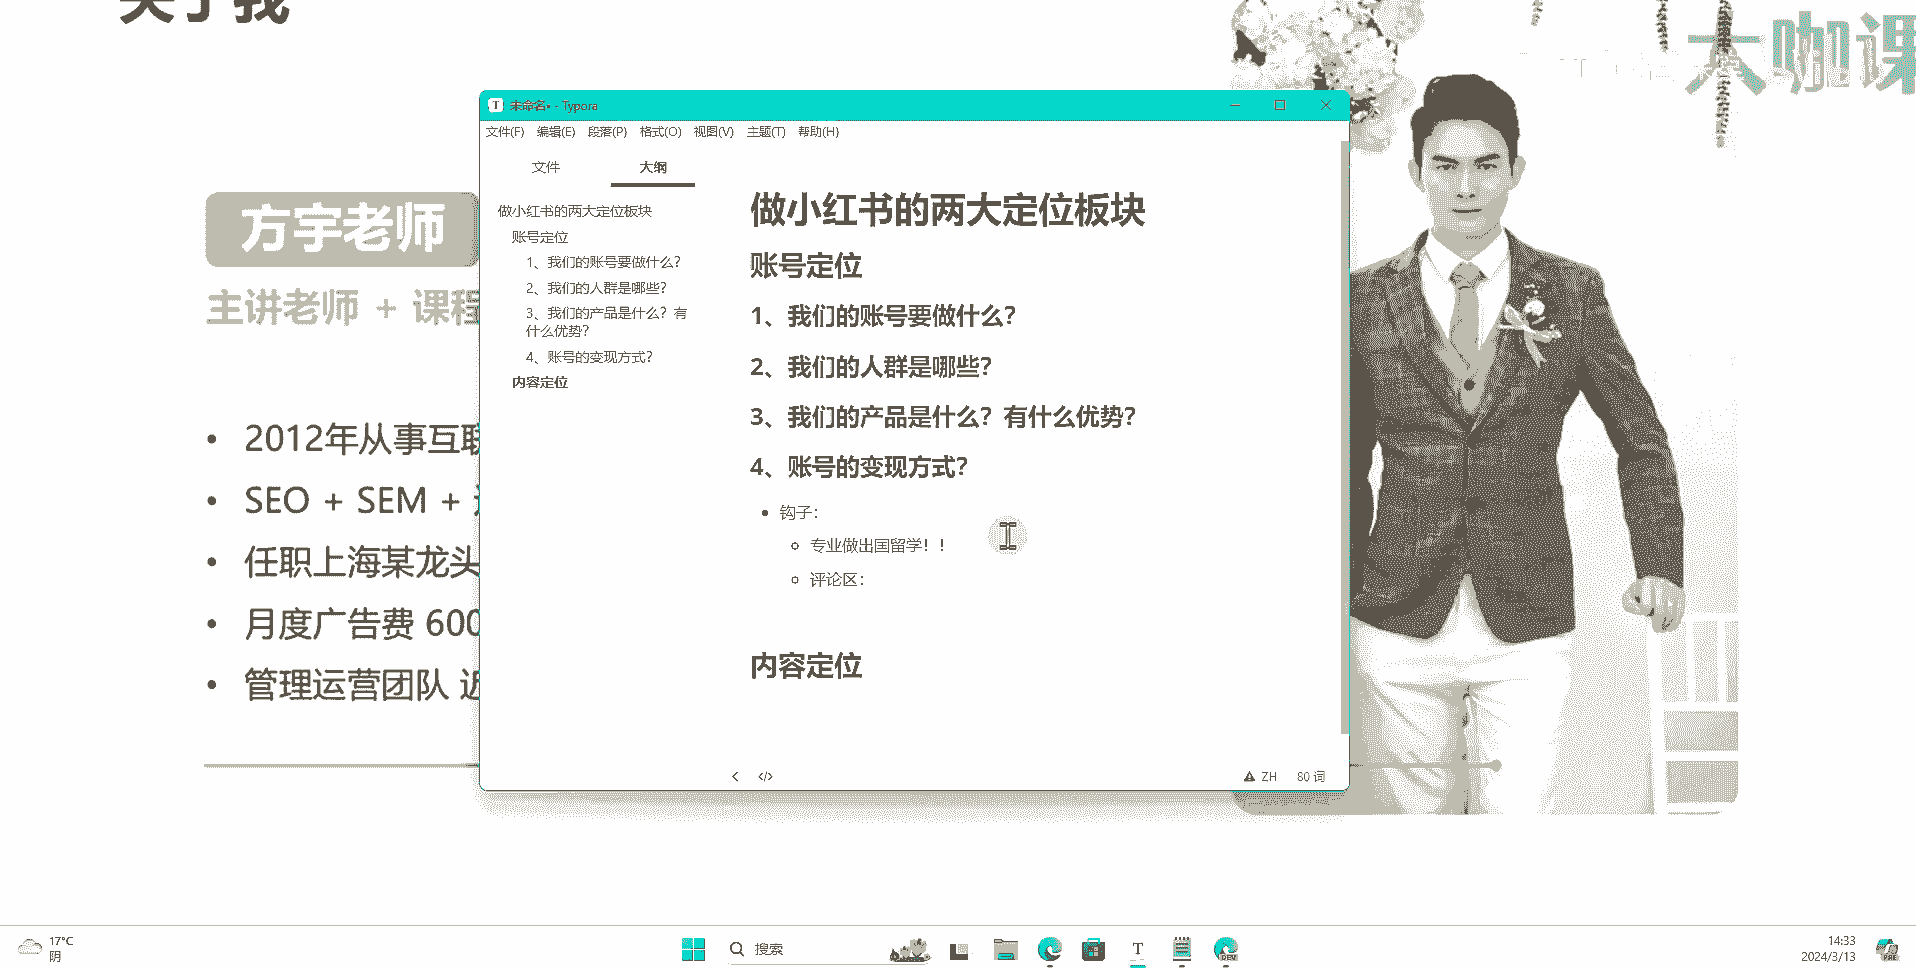 关于我
大咖课
方宇老师
主讲老师 + 课程
• 2012年从事互联
• SEO + SEM +
• 任职上海某龙头
• 月度广告费 600
• 管理运营团队 近
未命名• - Typora
文件(F) 编辑(E) 段落(P) 格式(O) 视图(V) 主题(T) 帮助(H)
文件 大纲
做小红书的两大定位板块
账号定位
1、我们的账号要做什么？
2、我们的人群是哪些？
3、我们的产品是什么？有
什么优势？
4、账号的变现方式？
内容定位
做小红书的两大定位板块
账号定位
1、我们的账号要做什么？
2、我们的人群是哪些？
3、我们的产品是什么？有什么优势？
4、账号的变现方式？
• 钩子：
○ 专业做出国留学！！
○ 评论区：
内容定位
ZH 80 词
17°C
阴
搜索
T
DEV
14:33
2024/3/13
PRE